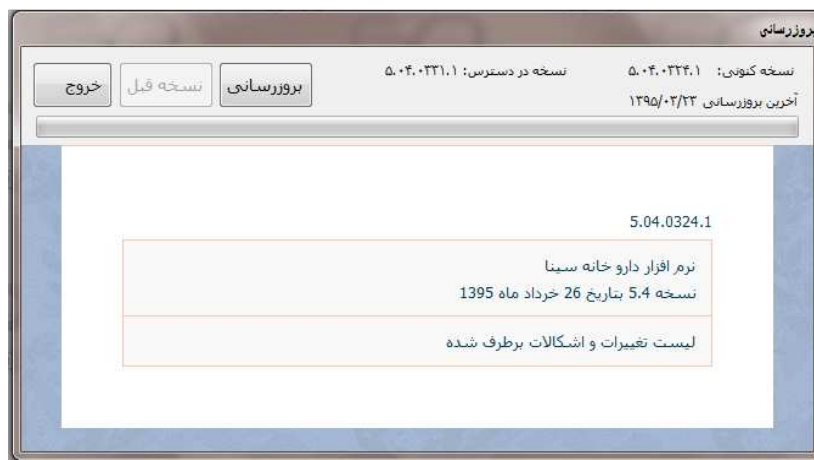 بروزرسانی
نسخه کنونی: ۵.۰۴.۰۳۲۴.۱ نسخه در دسترس: ۵.۰۴.۰۳۳۱.۱
آخرین بروزرسانی ۱۳۹۵/۰۳/۲۳
بروزرسانی نسخه قبل خروج
5.04.0324.1
نرم افزار دارو خانه سینا
نسخه 5.4 بتاریخ 26 خرداد ماه 1395
لیست تغییرات و اشکالات برطرف شده